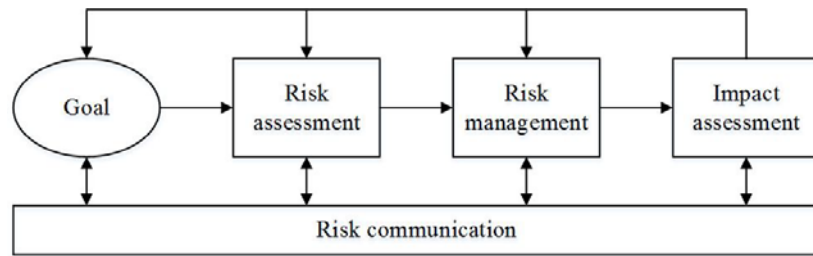 Goal
Risk
assessment
Risk
management
Impact
assessment
Risk communication